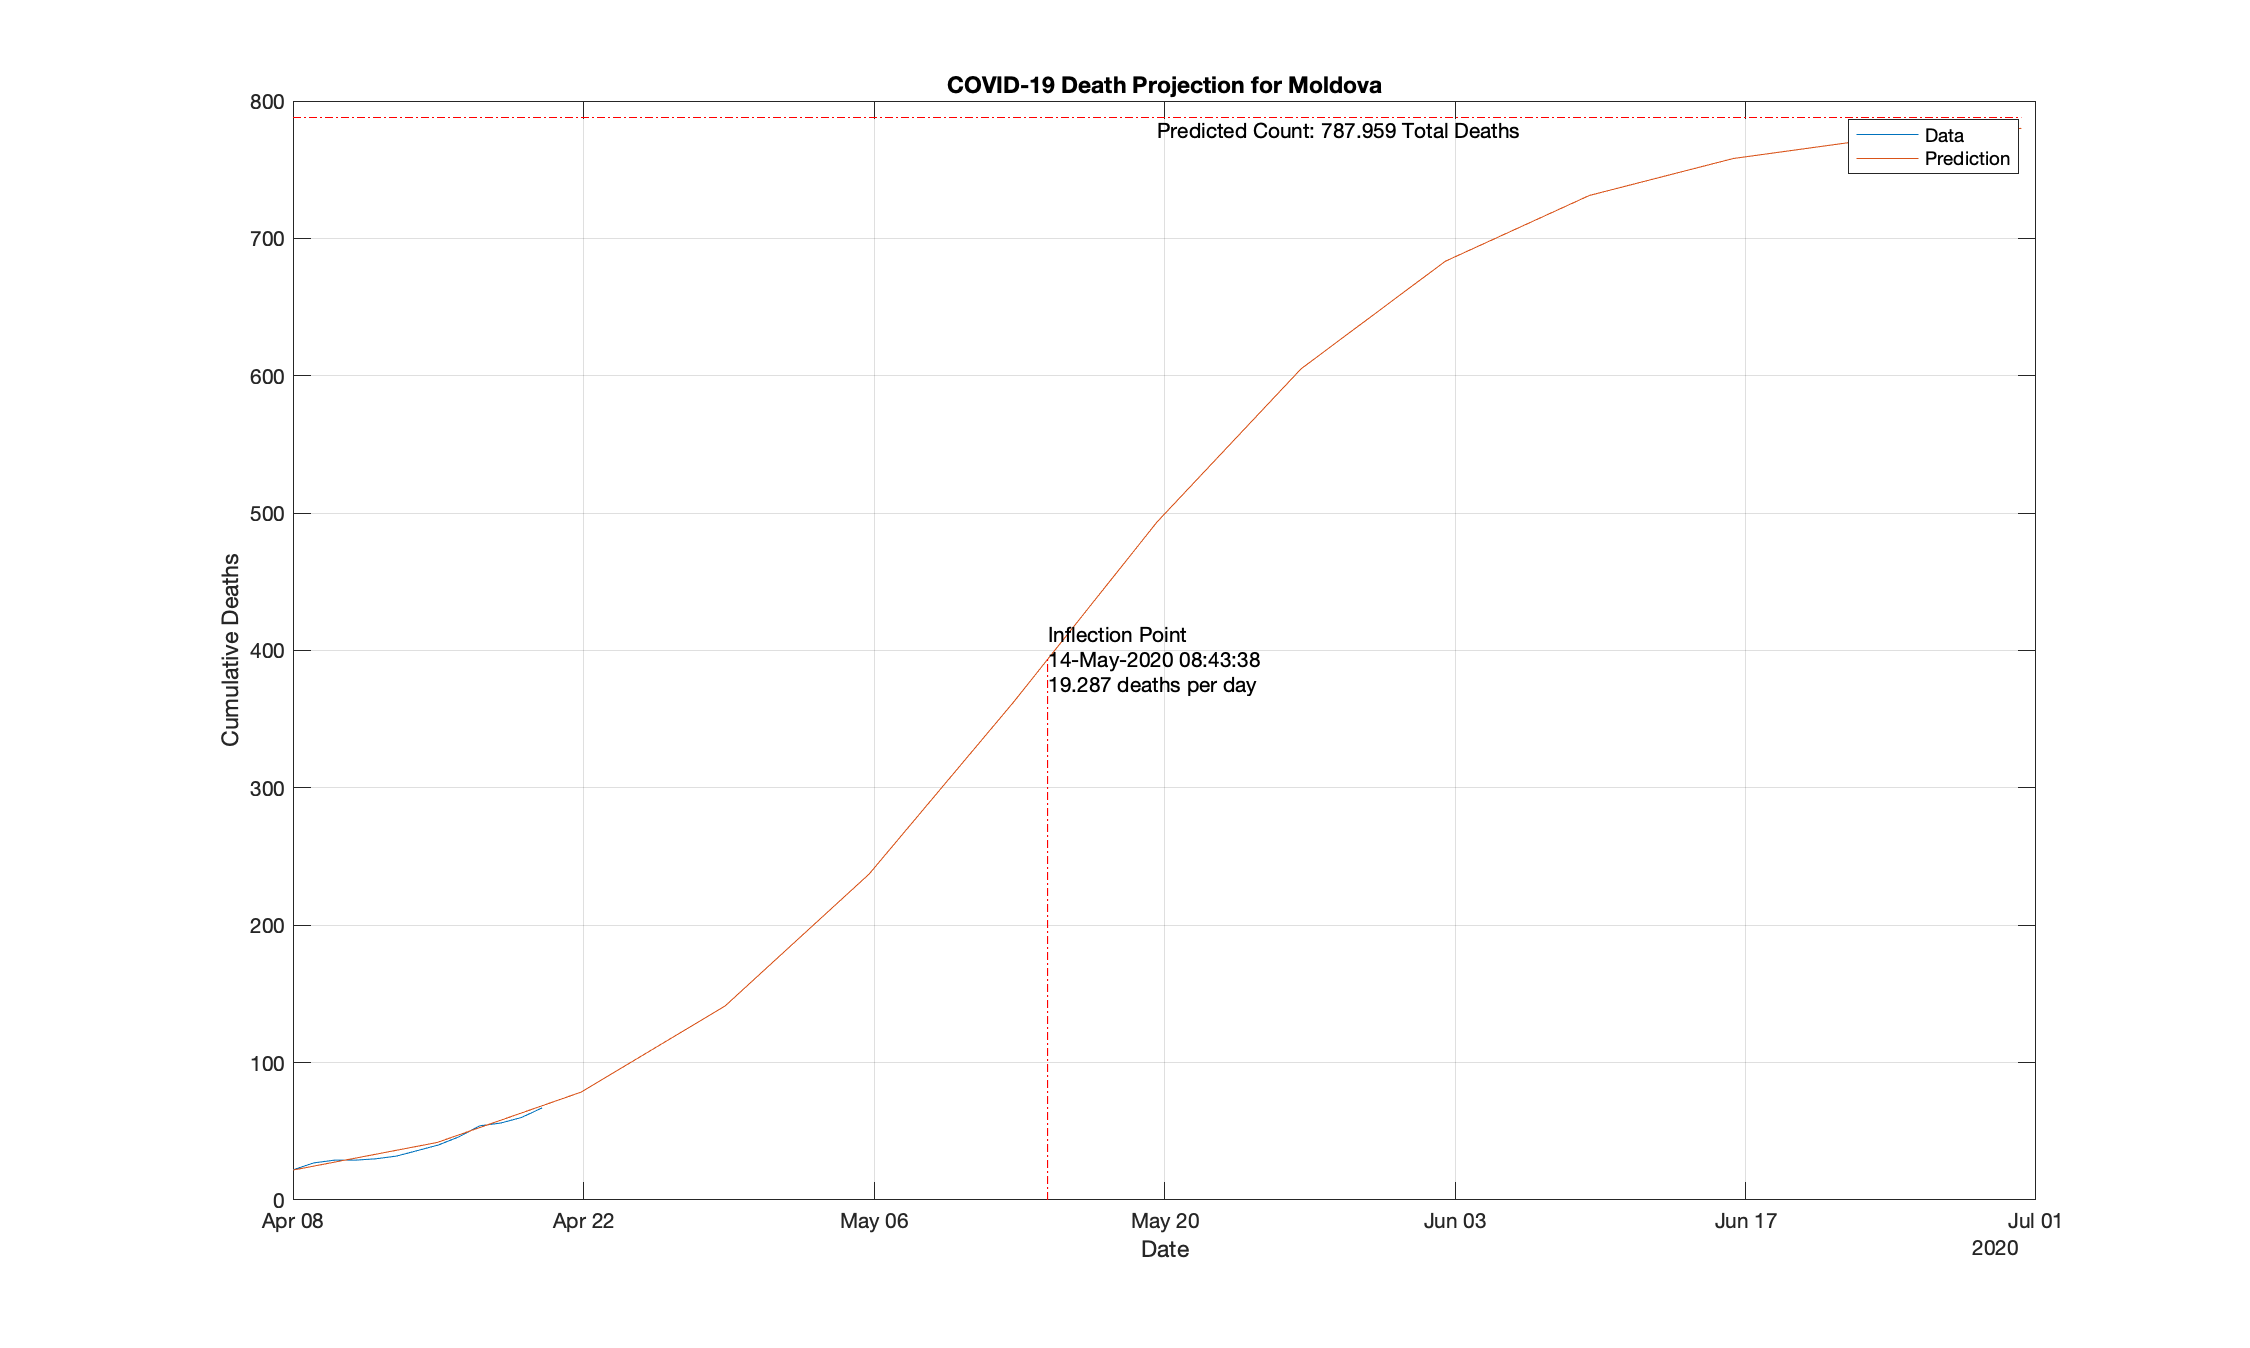 COVID-19 Death Projection for Moldova
800
Predicted Count: 787.959 Total Deaths
Data
Prediction
700
600
500
Inflection Point
400
14-May-2020 08:43:38
19.287 deaths per day
Cumulative Deaths
300
200
100
0
Apr 08 Apr 22 May 06 May 20 Jun 03 Jun 17 Jul 01
Date
2020